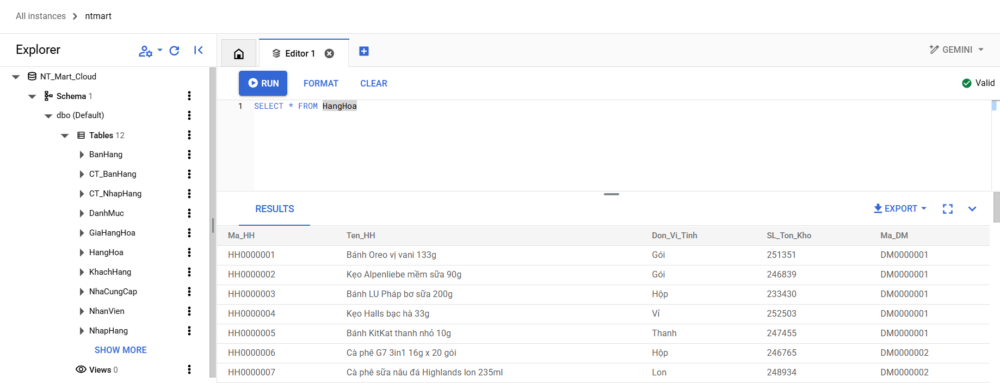 All instances > ntmart
Explorer
NT_Mart_Cloud
Schema 1
dbo (Default)
Tables 12
BanHang
CT_BanHang
CT_NhapHang
DanhMuc
GiaHangHoa
HangHoa
KhachHang
NhaCungCap
NhanVien
NhapHang
SHOW MORE
Views 0
Editor 1
GEMINI
RUN FORMAT CLEAR
Valid
1 SELECT * FROM HangHoa
RESULTS
EXPORT
Ma_HH Ten_HH Don_Vi_Tinh SL_Ton_Kho Ma_DM
HH0000001 Bánh Oreo vị vani 133g Gói 251351 DM0000001
HH0000002 Kẹo Alpenliebe mềm sữa 90g Gói 246839 DM0000001
HH0000003 Bánh LU Pháp bơ sữa 200g Hộp 233430 DM0000001
HH0000004 Kẹo Halls bạc hà 33g Vỉ 252503 DM0000001
HH0000005 Bánh KitKat thanh nhỏ 10g Thanh 247455 DM0000001
HH0000006 Cà phê G7 3in1 16g x 20 gói Hộp 246765 DM0000002
HH0000007 Cà phê sữa nâu đá Highlands lon 235ml Lon 248934 DM0000002